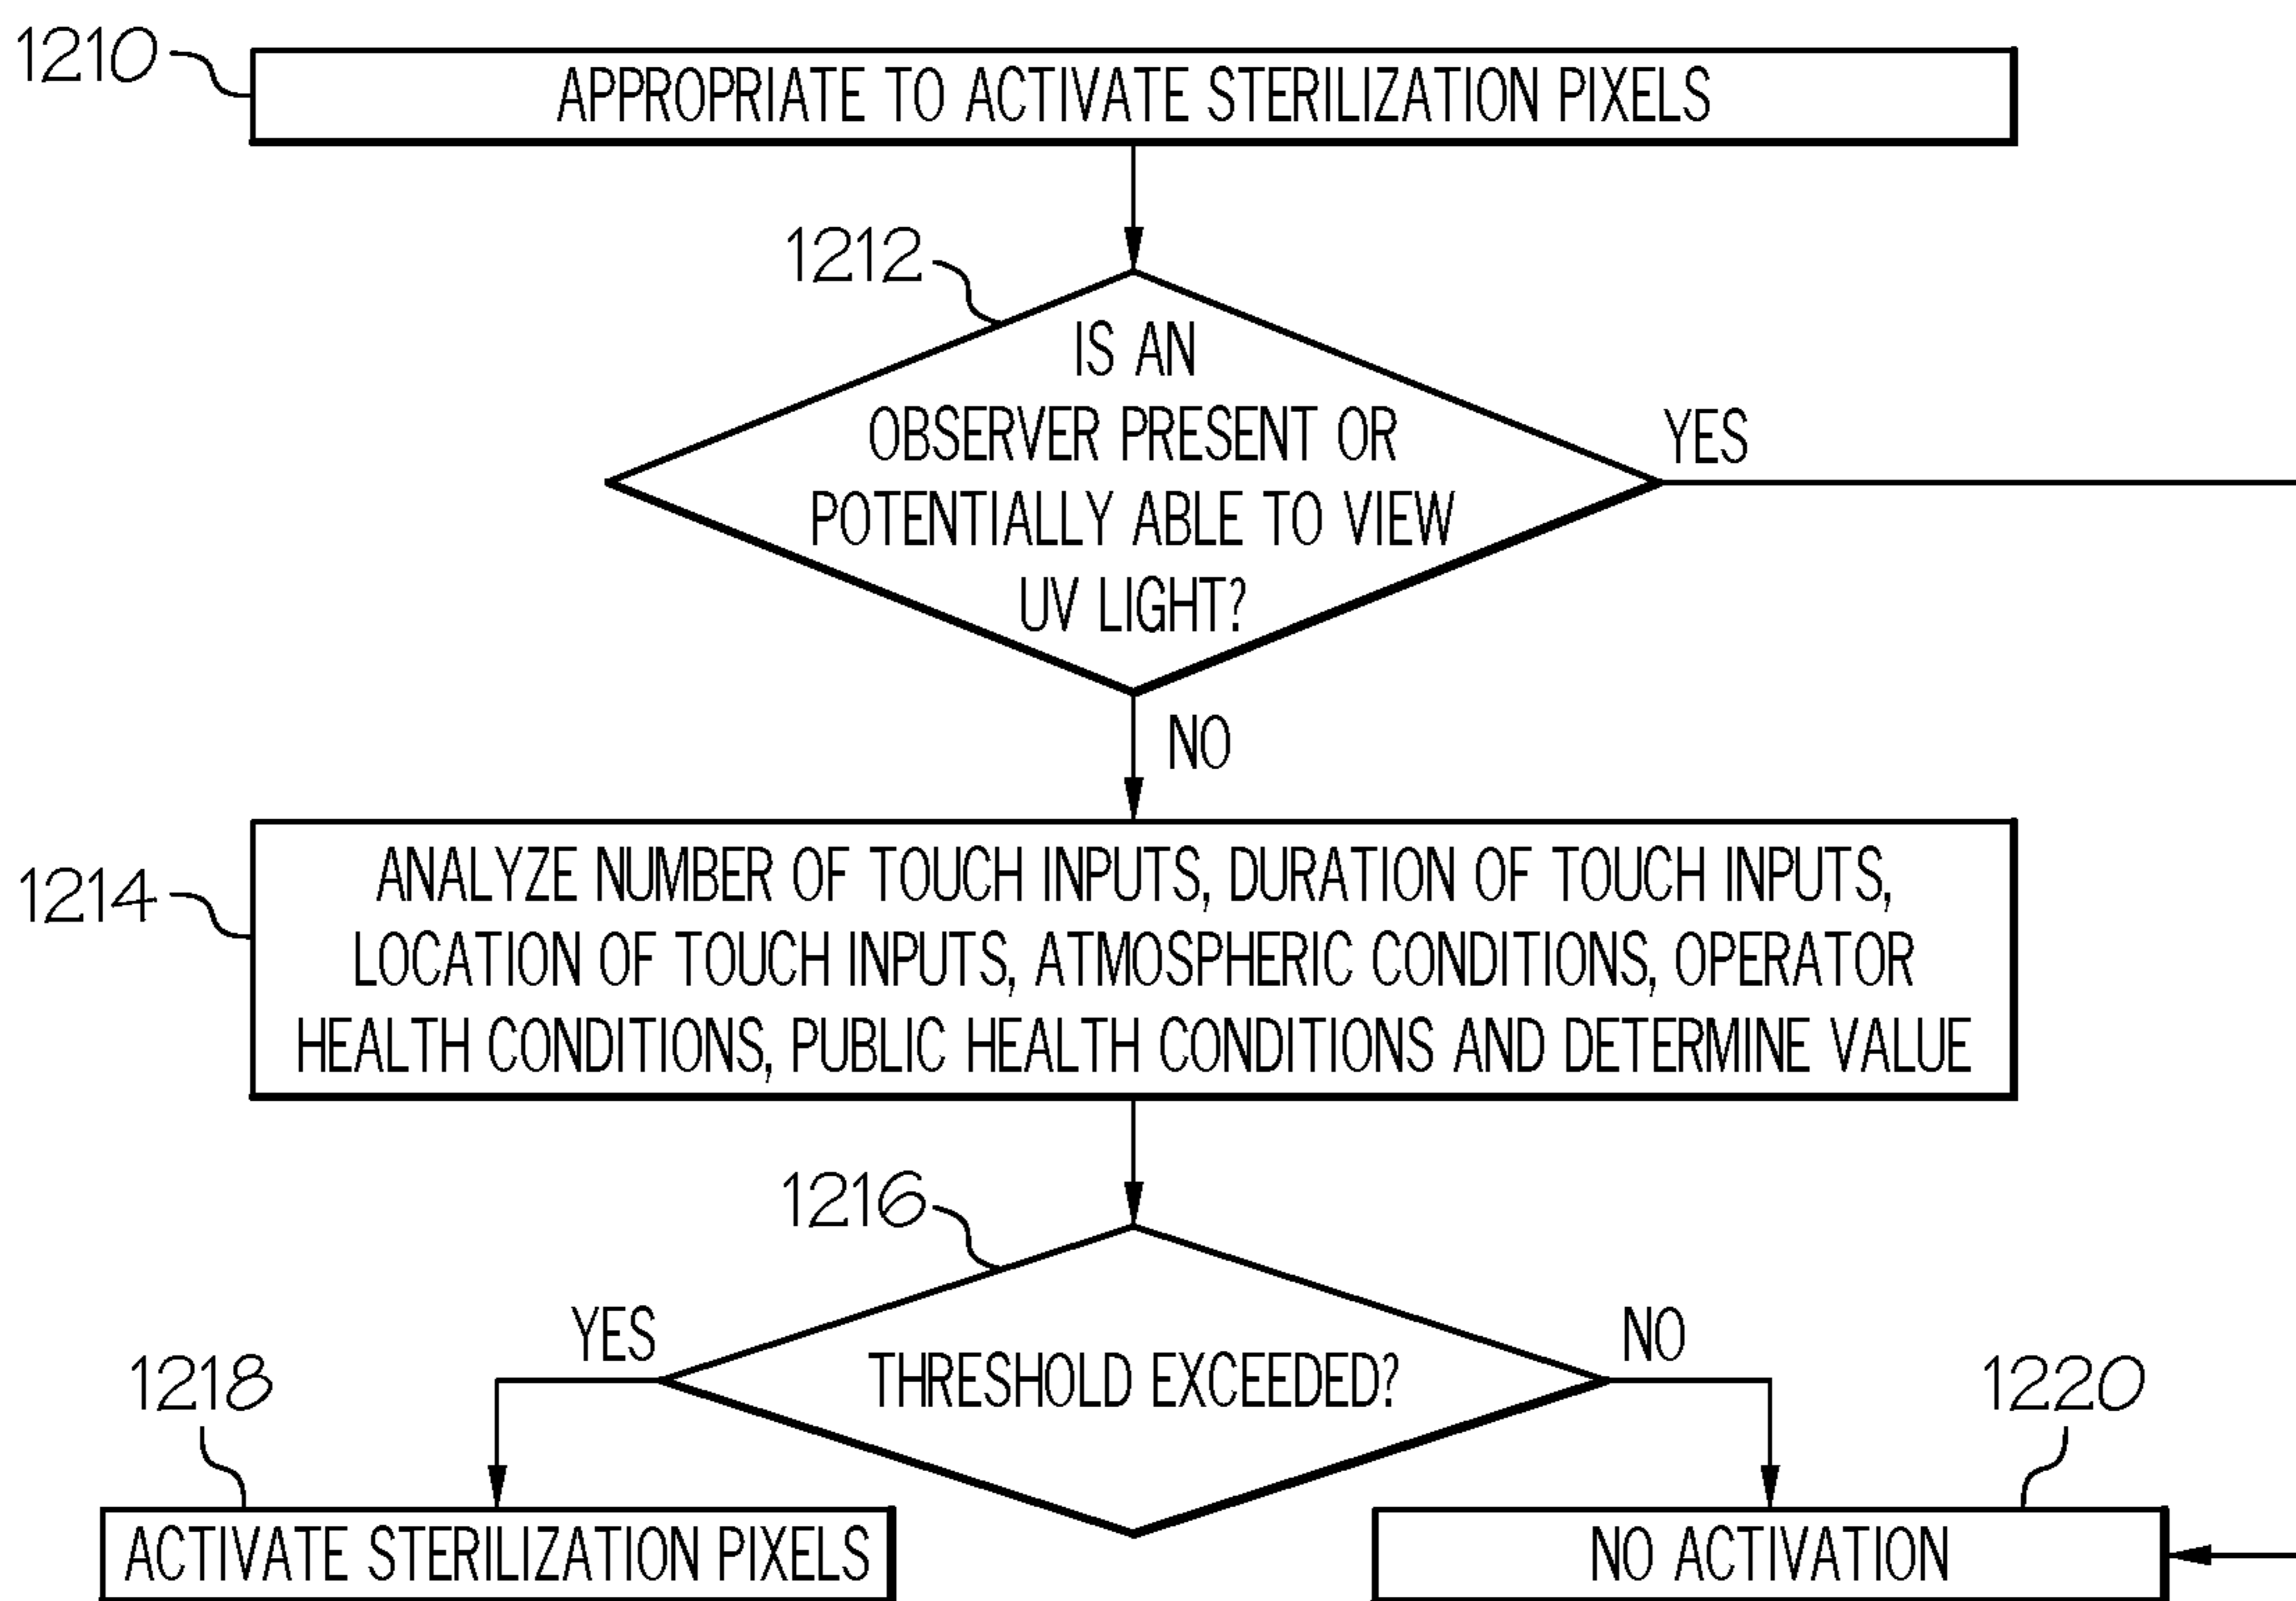 1210
APPROPRIATE TO ACTIVATE STERILIZATION PIXELS
1212
IS AN
OBSERVER PRESENT OR
POTENTIALLY ABLE TO VIEW
UV LIGHT?
YES
NO
1214
ANALYZE NUMBER OF TOUCH INPUTS, DURATION OF TOUCH INPUTS,
LOCATION OF TOUCH INPUTS, ATMOSPHERIC CONDITIONS, OPERATOR
HEALTH CONDITIONS, PUBLIC HEALTH CONDITIONS AND DETERMINE VALUE
1216
THRESHOLD EXCEEDED?
YES
NO
1218
ACTIVATE STERILIZATION PIXELS
1220
NO ACTIVATION